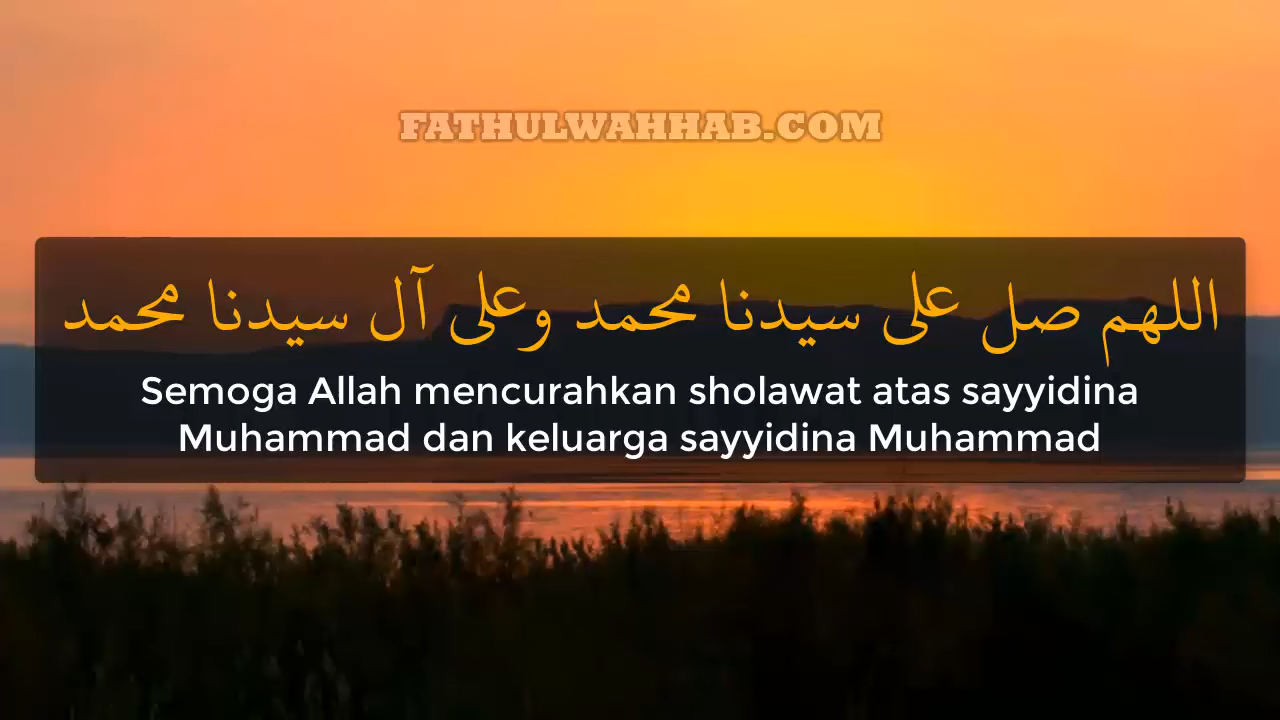 FATHULWAHHAB.COM
اللهم صل على سيدنا محمد وعلى آل سيدنا محمد
Semoga Allah mencurahkan sholawat atas sayyidina
Muhammad dan keluarga sayyidina Muhammad